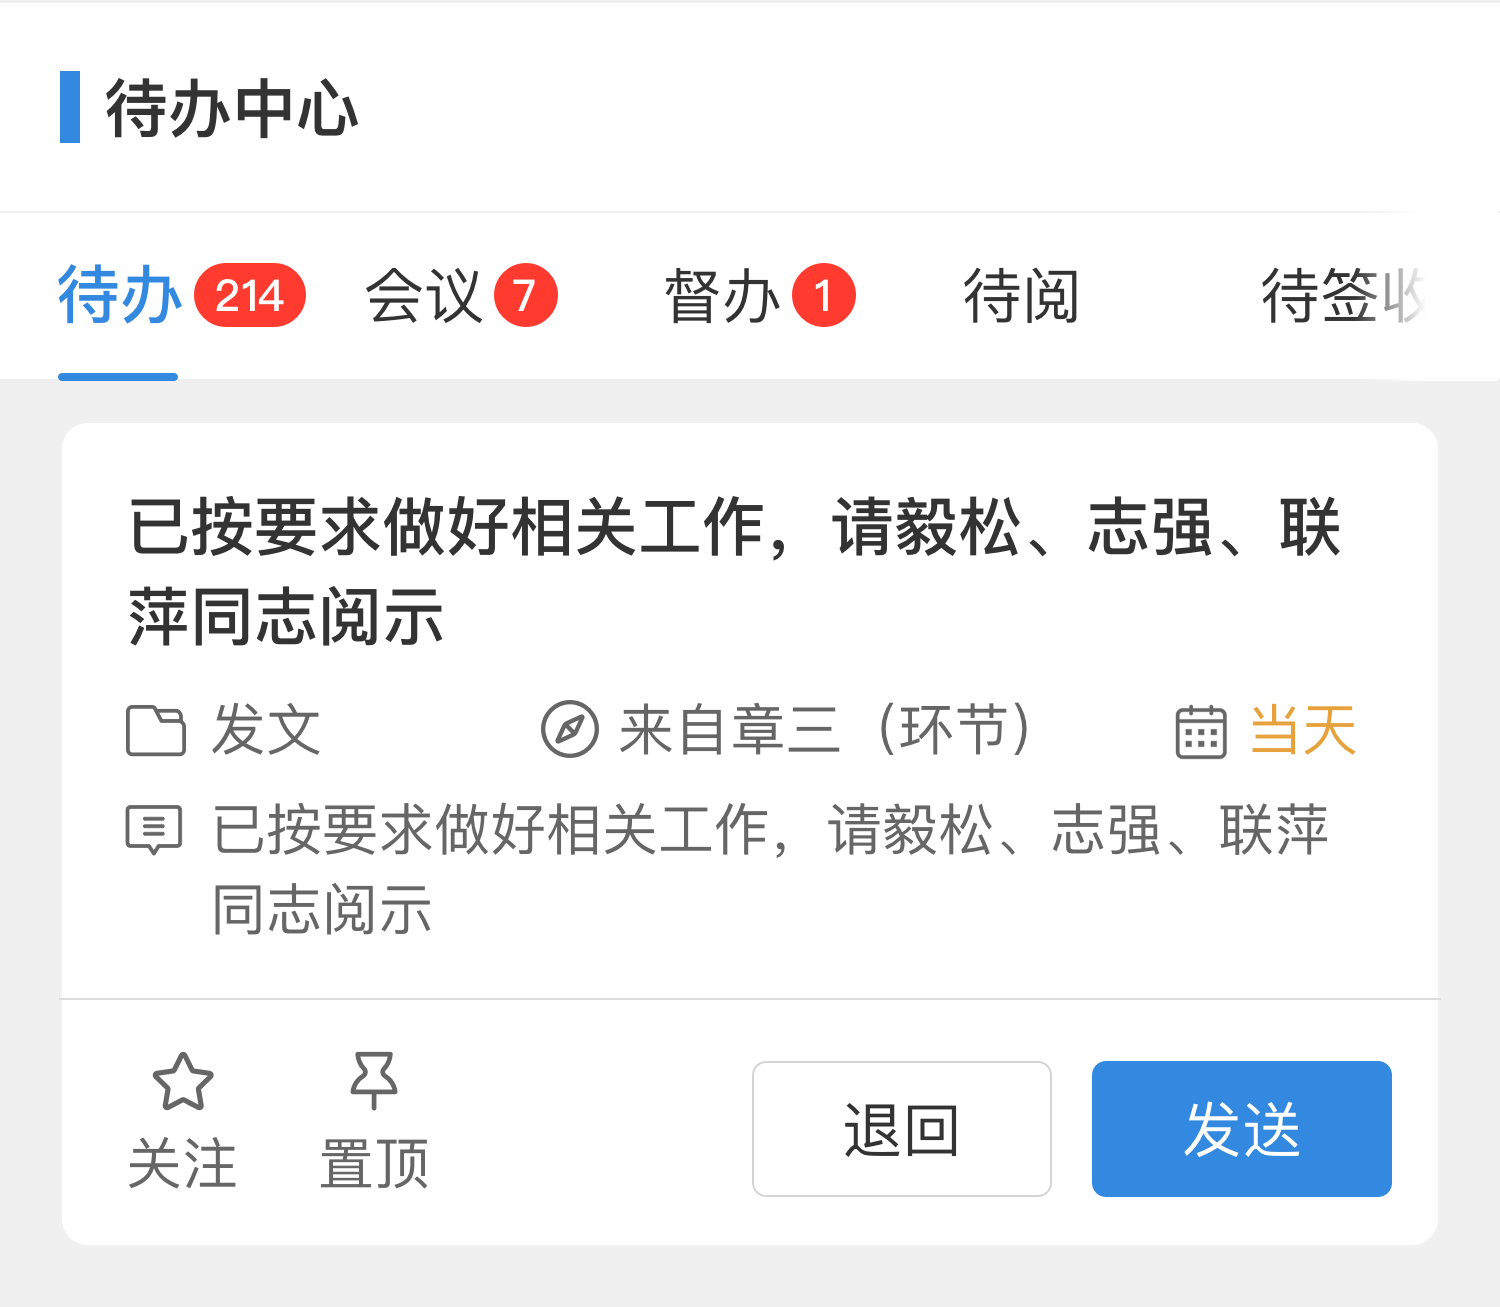 待办中心
待办 214 会议 7 督办 1 待阅 待签收
已按要求做好相关工作，请毅松、志强、联
萍同志阅示
发文 来自章三（环节） 当天
已按要求做好相关工作，请毅松、志强、联萍
同志阅示
关注 置顶 退回 发送